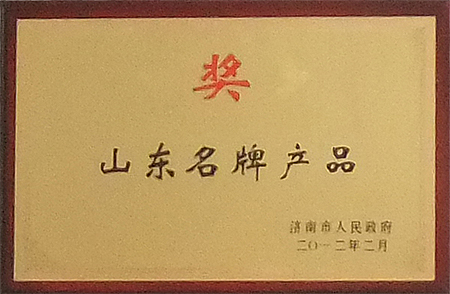 奖
山东名牌产品
济南市人民政府
二〇一二年二月